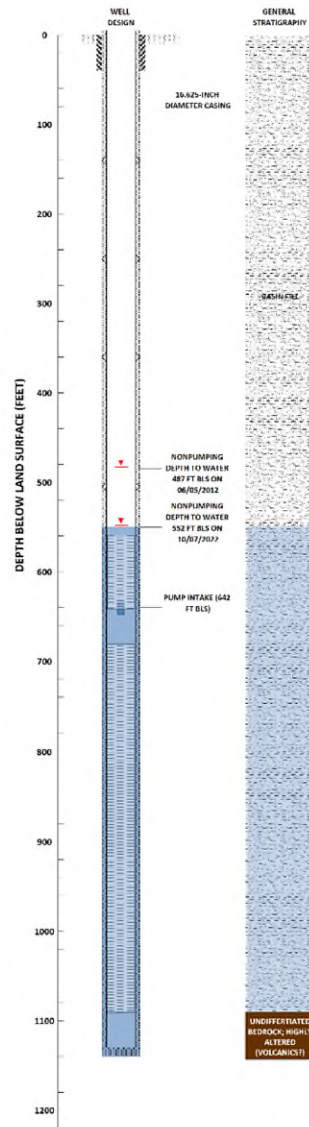 WELL
DESIGN
GENERAL
STRATIGRAPHY
0
16.625-INCH
DIAMETER CASING
100
200
BASIN FILL
300
400
DEPTH BELOW LAND SURFACE (FEET)
NONPUMPING
DEPTH TO WATER
487 FT BLS ON
06/05/2012
500
NONPUMPING
DEPTH TO WATER
552 FT BLS ON
10/07/2022
600
PUMP INTAKE (642
FT BLS)
700
800
900
1000
1100
UNDIFFERTIATED
BEDROCK; HIGHLY
ALTERED
(VOLCANICS?)
1200